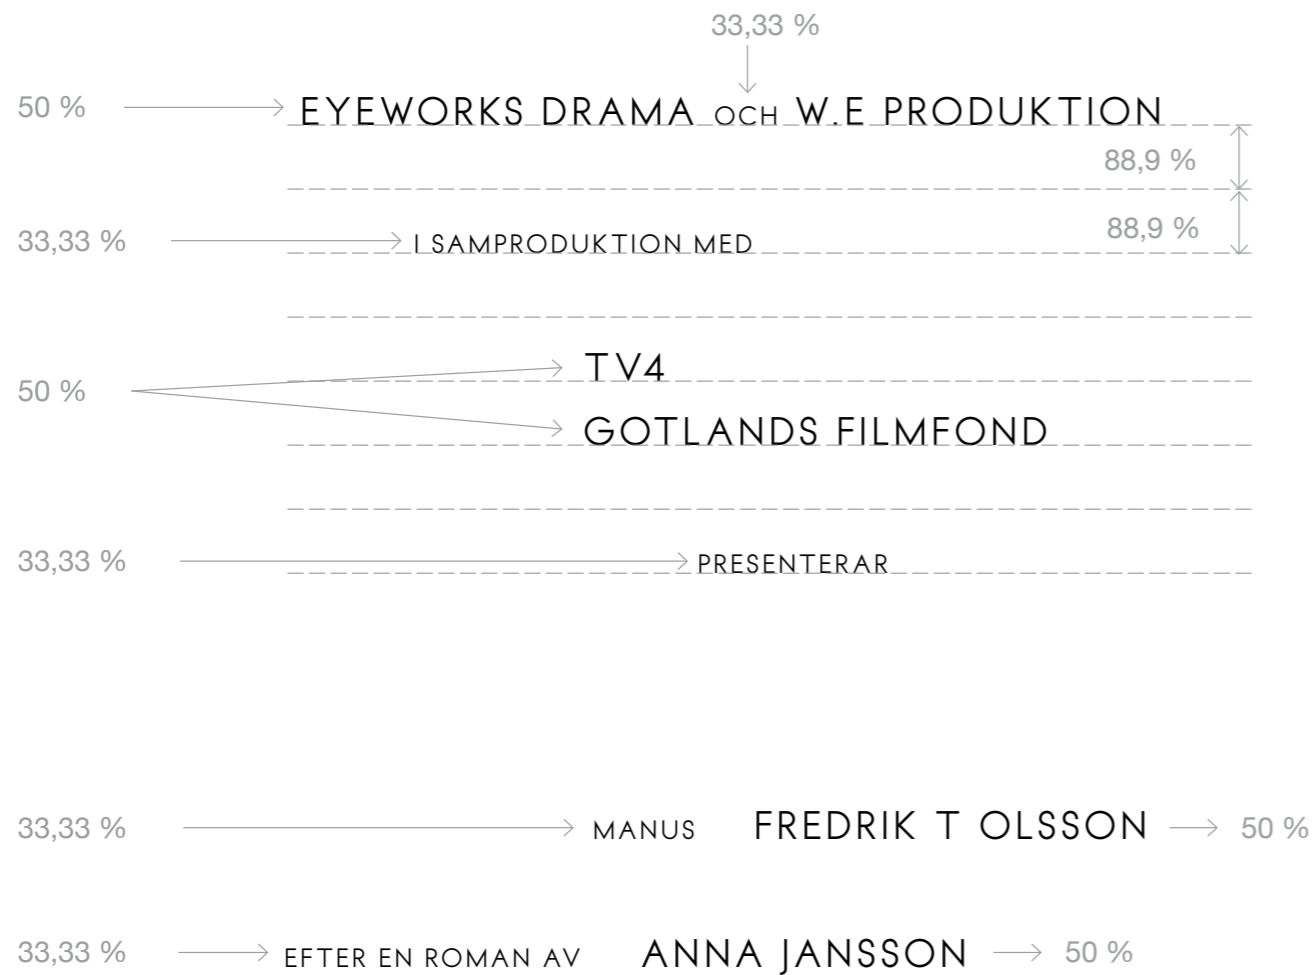 33,33 %
50 % EYEWORKS DRAMA OCH W.E PRODUKTION
88,9 %
33,33 % I SAMPRODUKTION MED 88,9 %
TV4
50 %
GOTLANDS FILMFOND
33,33 % PRESENTERAR
33,33 % MANUS FREDRIK T OLSSON 50 %
33,33 % EFTER EN ROMAN AV ANNA JANSSON 50 %